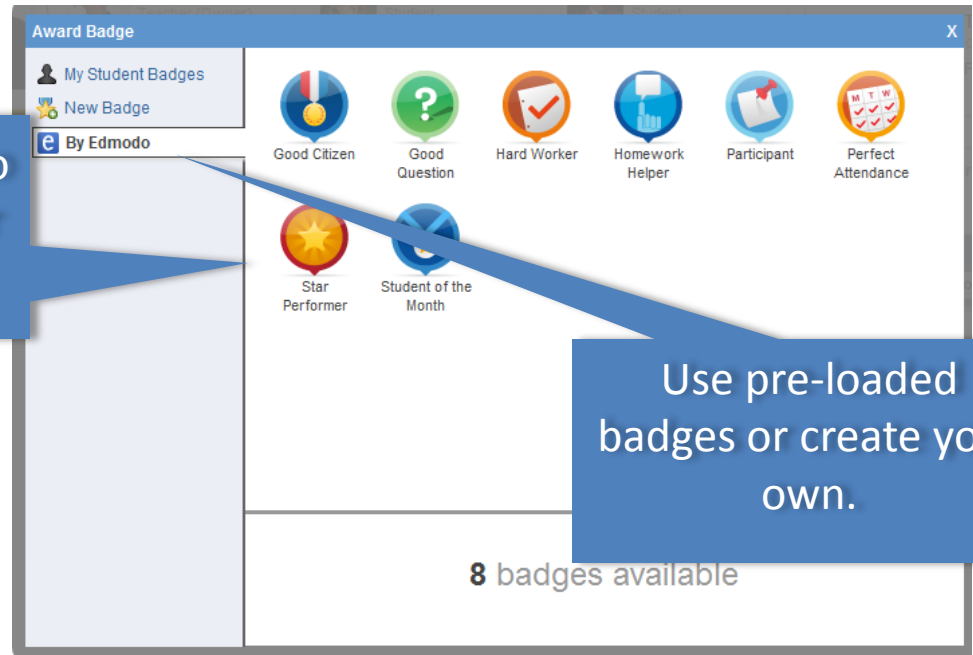 Award Badge
X
My Student Badges
New Badge
By Edmodo
Good Citizen
Good
Question
Hard Worker
Homework
Helper
Participant
Perfect
Attendance
M T W
Star
Performer
Student of the
Month
Use pre-loaded
badges or create yo
own.
8 badges available